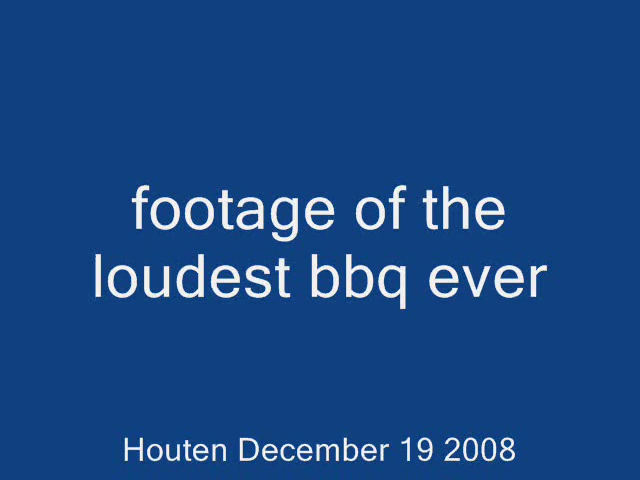 footage of the
loudest bbq ever
Houten December 19 2008